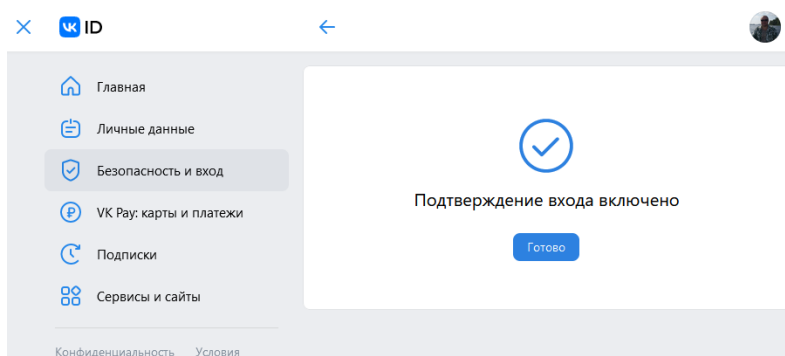 VK ID
Главная
Личные данные
Безопасность и вход
VK Pay: карты и платежи
Подписки
Сервисы и сайты
Конфиденциальность Условия
Подтверждение входа включено
Готово